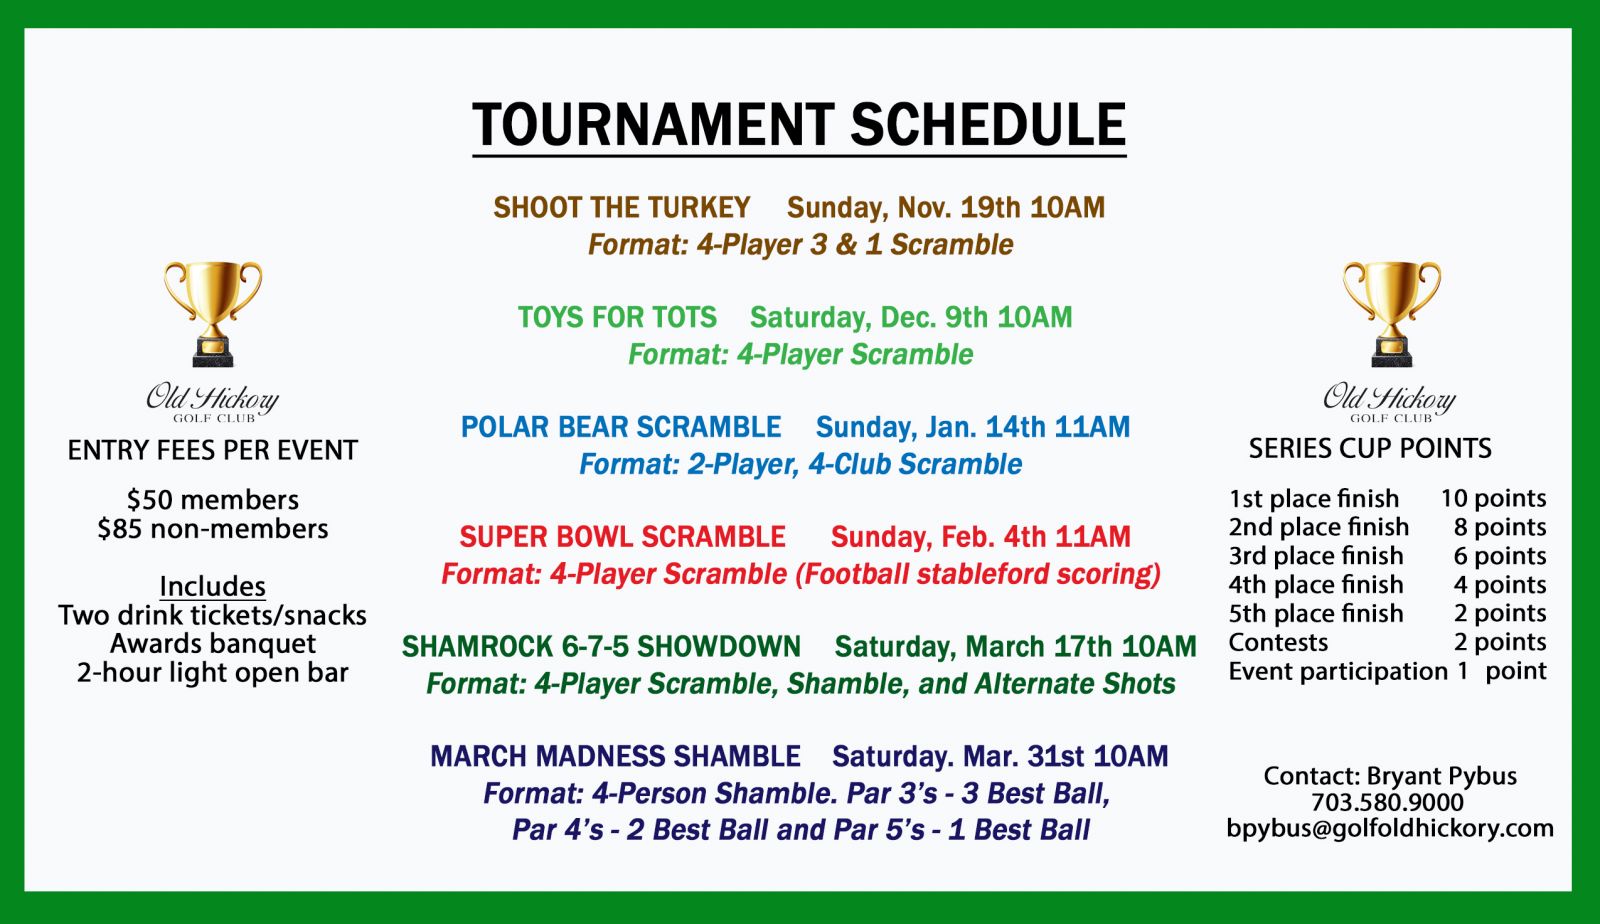 TOURNAMENT SCHEDULE
SHOOT THE TURKEY Sunday, Nov. 19th 10AM
Format: 4-Player 3 & 1 Scramble
TOYS FOR TOTS Saturday, Dec. 9th 10AM
Format: 4-Player Scramble
POLAR BEAR SCRAMBLE Sunday, Jan. 14th 11AM
Format: 2-Player, 4-Club Scramble
SUPER BOWL SCRAMBLE Sunday, Feb. 4th 11AM
Format: 4-Player Scramble (Football stableford scoring)
SHAMROCK 6-7-5 SHOWDOWN Saturday, March 17th 10AM
Format: 4-Player Scramble, Shamble, and Alternate Shots
MARCH MADNESS SHAMBLE Saturday. Mar. 31st 10AM
Format: 4-Person Shamble. Par 3’s - 3 Best Ball,
Par 4’s - 2 Best Ball and Par 5’s - 1 Best Ball
Old Hickory
GOLF CLUB
ENTRY FEES PER EVENT
$50 members
$85 non-members
Includes
Two drink tickets/snacks
Awards banquet
2-hour light open bar
Old Hickory
GOLF CLUB
SERIES CUP POINTS
1st place finish 10 points
2nd place finish 8 points
3rd place finish 6 points
4th place finish 4 points
5th place finish 2 points
Contests 2 points
Event participation 1 point
Contact: Bryant Pybus
703.580.9000
bpybus@golfoldhickory.com